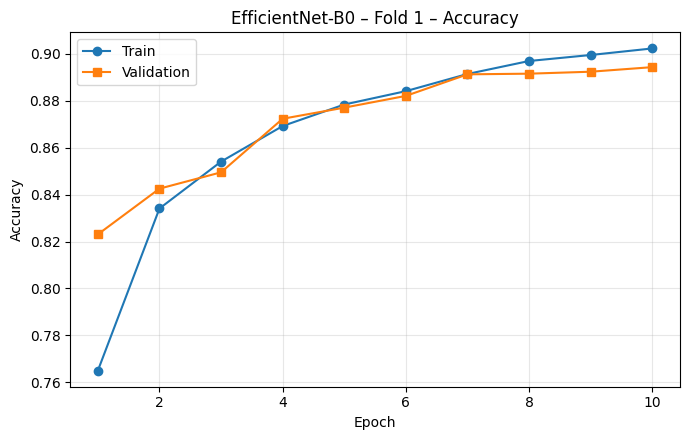 EfficientNet-B0 – Fold 1 – Accuracy
Train
Validation
0.90
0.88
0.86
0.84
0.82
0.80
0.78
0.76
Accuracy
2 4 6 8 10
Epoch